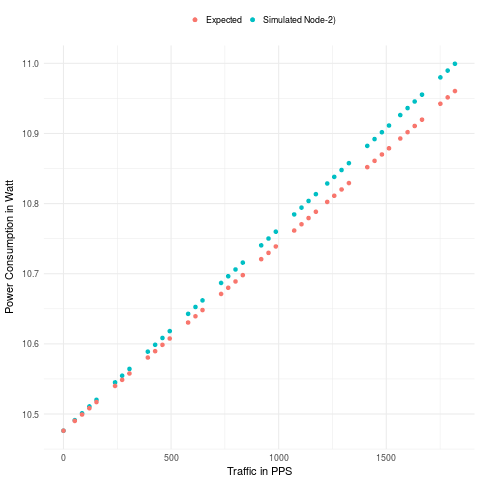 Expected Simulated Node-2)
Power Consumption in Watt
11.0
10.9
10.8
10.7
10.6
10.5
0 500 1000 1500
Traffic in PPS